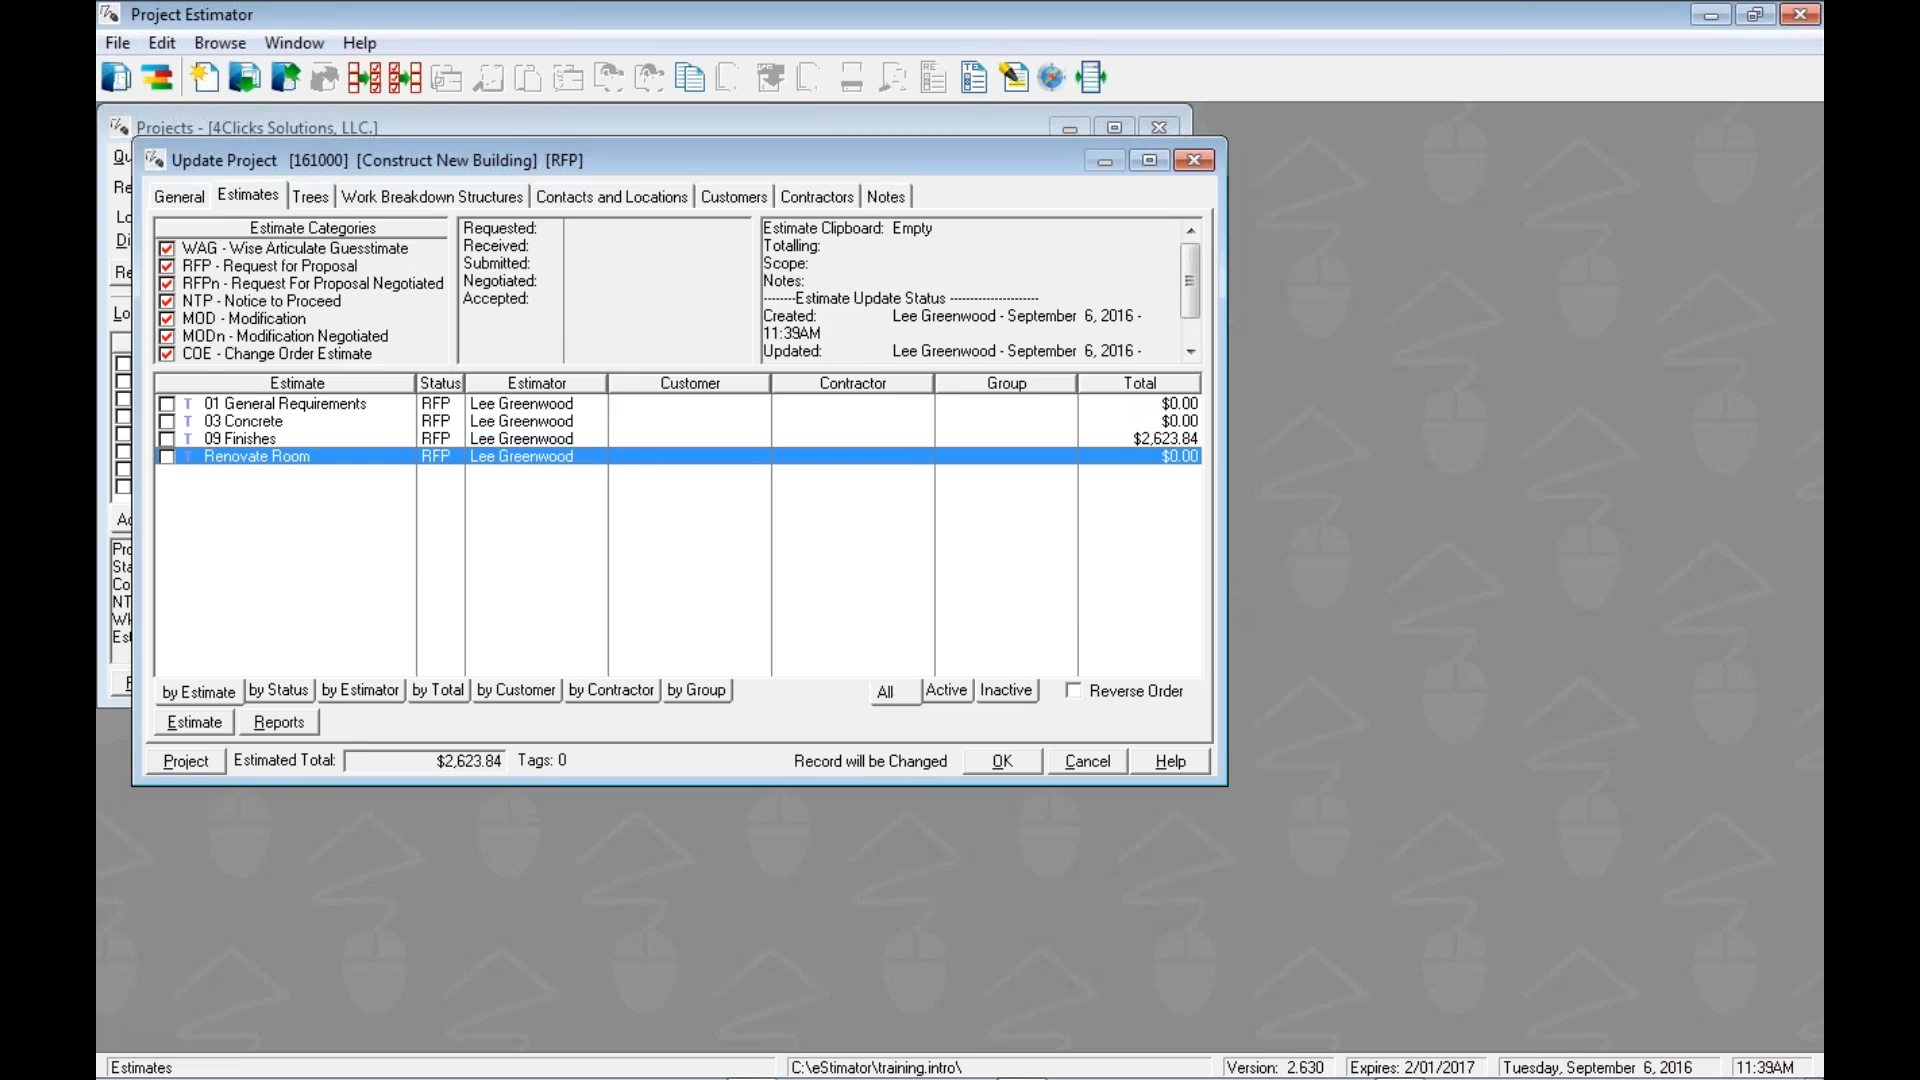 Project Estimator
File Edit Browse Window Help
Projects - [4Clicks Solutions, LLC.]
Update Project [161000] [Construct New Building] [RFP]
General Estimates Trees Work Breakdown Structures Contacts and Locations Customers Contractors Notes
Estimate Categories
WAG - Wise Articulate Guesstimate
RFP - Request for Proposal
RFPn - Request For Proposal Negotiated
NTP - Notice to Proceed
MOD - Modification
MODn - Modification Negotiated
COE - Change Order Estimate
Requested:
Received:
Submitted:
Negotiated:
Accepted:
Estimate Clipboard: Empty
Totalling:
Scope:
Notes:
--------Estimate Update Status ----------------------
Created: Lee Greenwood - September 6, 2016 -
11:39AM
Updated: Lee Greenwood - September 6, 2016 -
Estimate Status Estimator Customer Contractor Group Total
T 01 General Requirements RFP Lee Greenwood $0.00
T 03 Concrete RFP Lee Greenwood $0.00
T 09 Finishes RFP Lee Greenwood $2,623.84
T Renovate Room RFP Lee Greenwood $0.00
by Estimate by Status by Estimator by Total by Customer by Contractor by Group All Active Inactive Reverse Order
Estimate Reports
Project Estimated Total: $2,623.84 Tags: 0 Record will be Changed OK Cancel Help
Estimates C:\eStimator\training.intro\ Version: 2.630 Expires: 2/01/2017 Tuesday, September 6, 2016 11:39AM